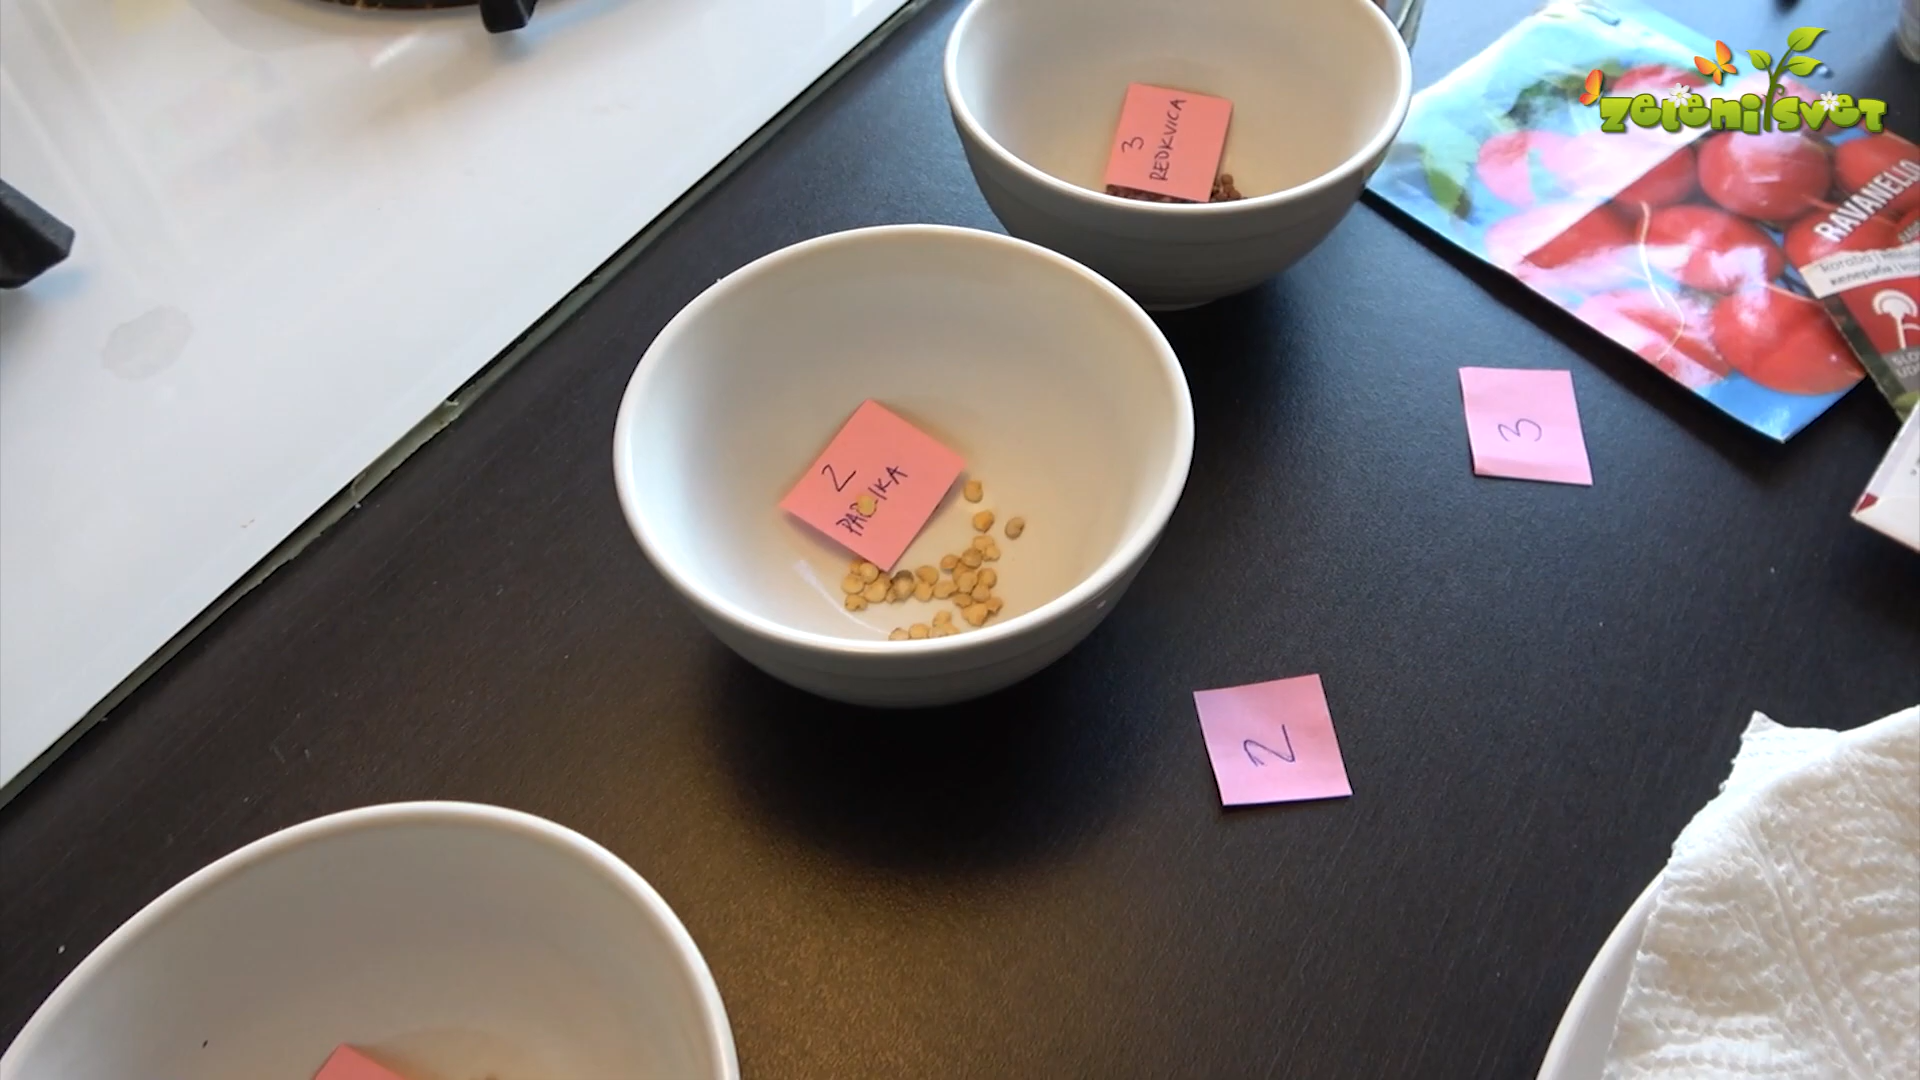 zeleni svet
3
REDKVICA
RAVANELLO
2
PAPRIKA
3
2